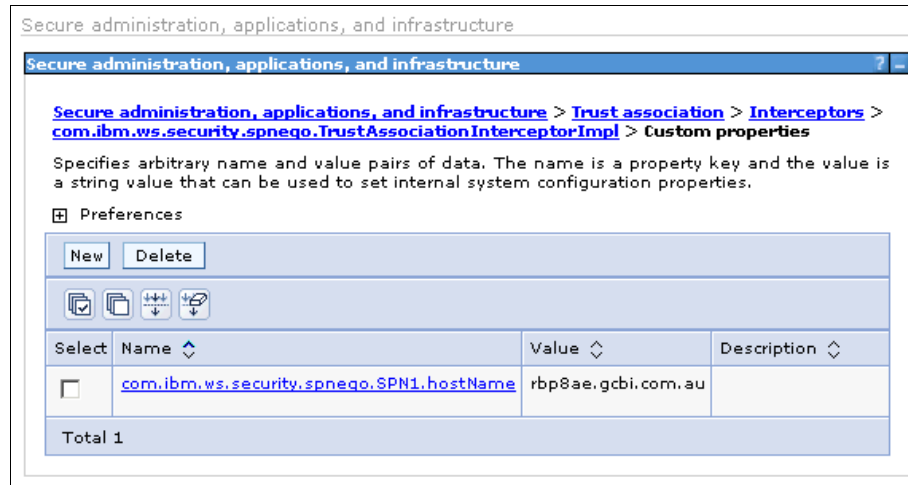 Secure administration, applications, and infrastructure
Secure administration, applications, and infrastructure ? _
Secure administration, applications, and infrastructure > Trust association > Interceptors >
com.ibm.ws.security.spnego.TrustAssociationInterceptorImpl > Custom properties
Specifies arbitrary name and value pairs of data. The name is a property key and the value is
a string value that can be used to set internal system configuration properties.
Preferences
New Delete
Select Name Value Description
com.ibm.ws.security.spnego.SPN1.hostName rbp8ae.gcbi.com.au
Total 1